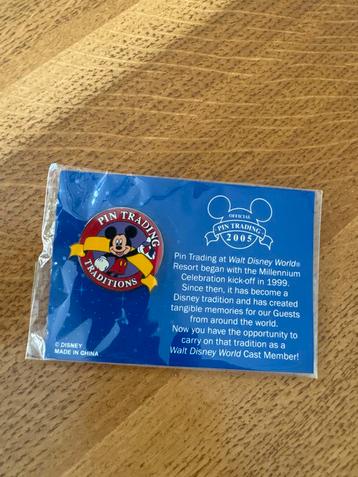 PIN TRADING
TRADITIONS
© DISNEY
MADE IN CHINA
OFFICIAL
PIN TRADING
2005
Pin Trading at Walt Disney World®
Resort began with the Millennium
Celebration kick-off in 1999.
Since then, it has become a
Disney tradition and has created
tangible memories for our Guests
from around the world.
Now you have the opportunity to
carry on that tradition as a
Walt Disney World Cast Member!